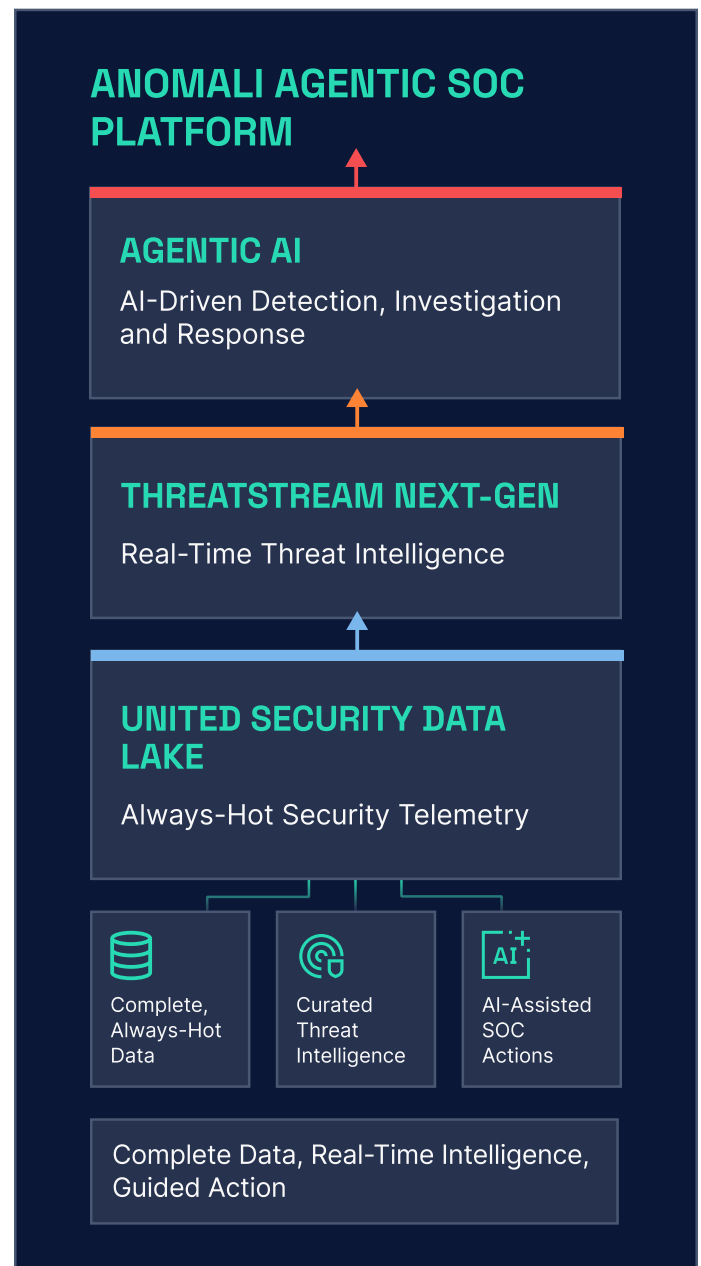 ANOMALI AGENTIC SOC
PLATFORM
AGENTIC AI
AI-Driven Detection, Investigation
and Response
THREATSTREAM NEXT-GEN
Real-Time Threat Intelligence
UNITED SECURITY DATA
LAKE
Always-Hot Security Telemetry
Complete,
Always-Hot
Data
Curated
Threat
Intelligence
AI
AI-Assisted
SOC
Actions
Complete Data, Real-Time Intelligence,
Guided Action